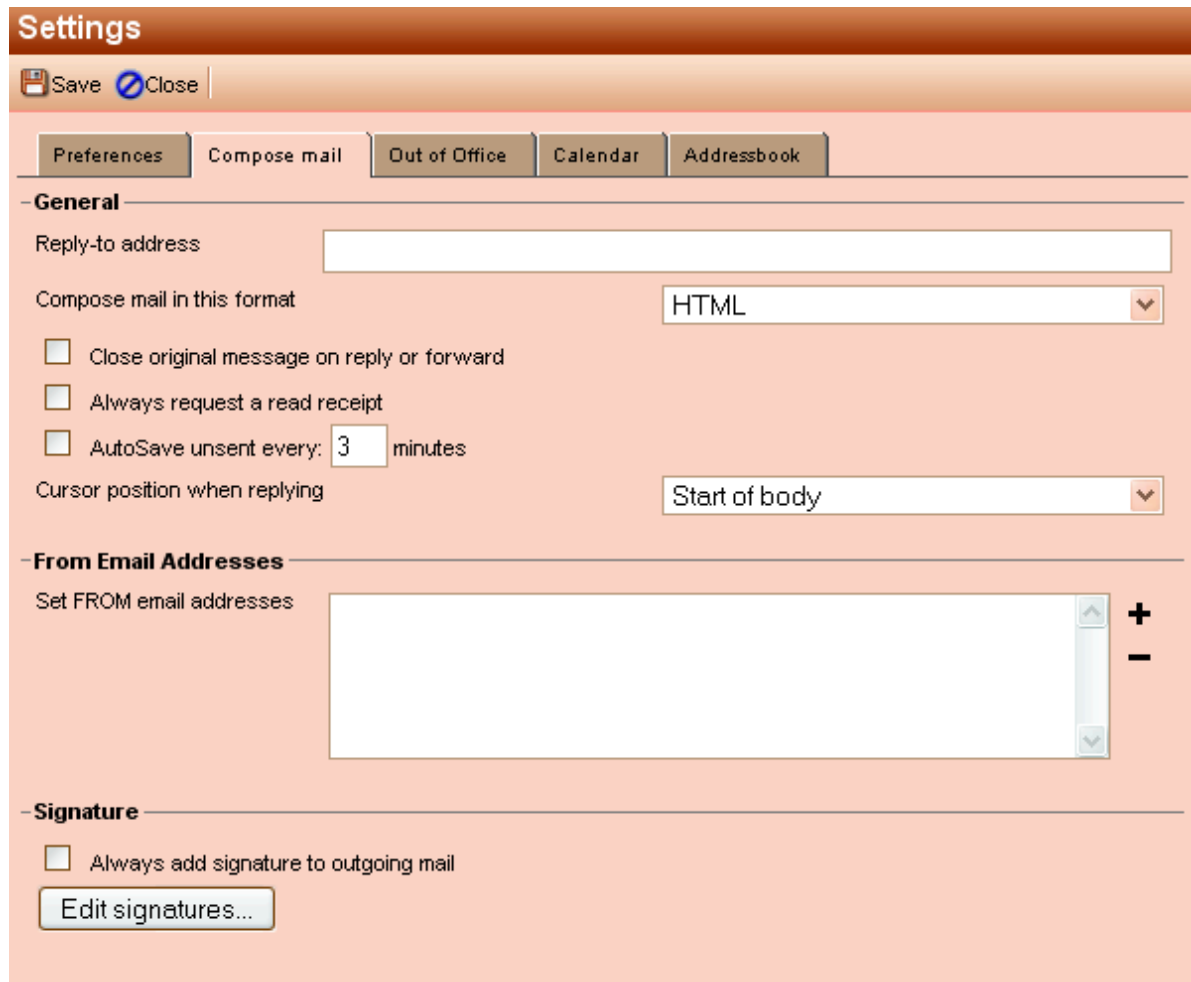 Settings
Save Close
Preferences Compose mail Out of Office Calendar Addressbook
General
Reply-to address
Compose mail in this format HTML
Close original message on reply or forward
Always request a read receipt
AutoSave unsent every: 3 minutes
Cursor position when replying Start of body
From Email Addresses
Set FROM email addresses
Signature
Always add signature to outgoing mail
Edit signatures...